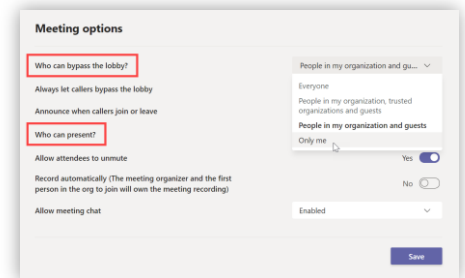 Meeting options
Who can bypass the lobby?
People in my organization and gu...
Always let callers bypass the lobby
Everyone
People in my organization, trusted
organizations and guests
Announce when callers join or leave
People in my organization and guests
Who can present?
Only me
Allow attendees to unmute
Yes
Record automatically (The meeting organizer and the first
person in the org to join will own the meeting recording)
No
Allow meeting chat
Enabled
Save